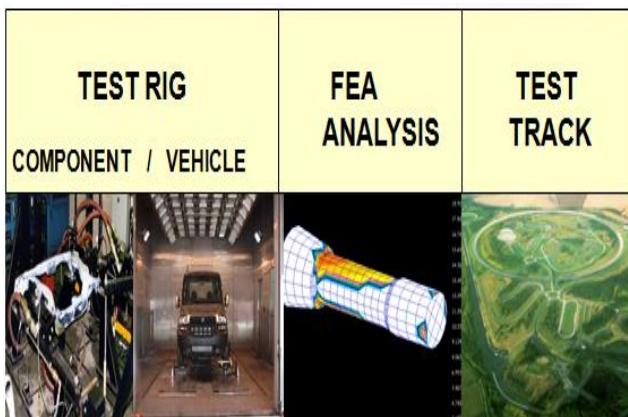 TEST RIG
COMPONENT / VEHICLE
FEA
ANALYSIS
TEST
TRACK